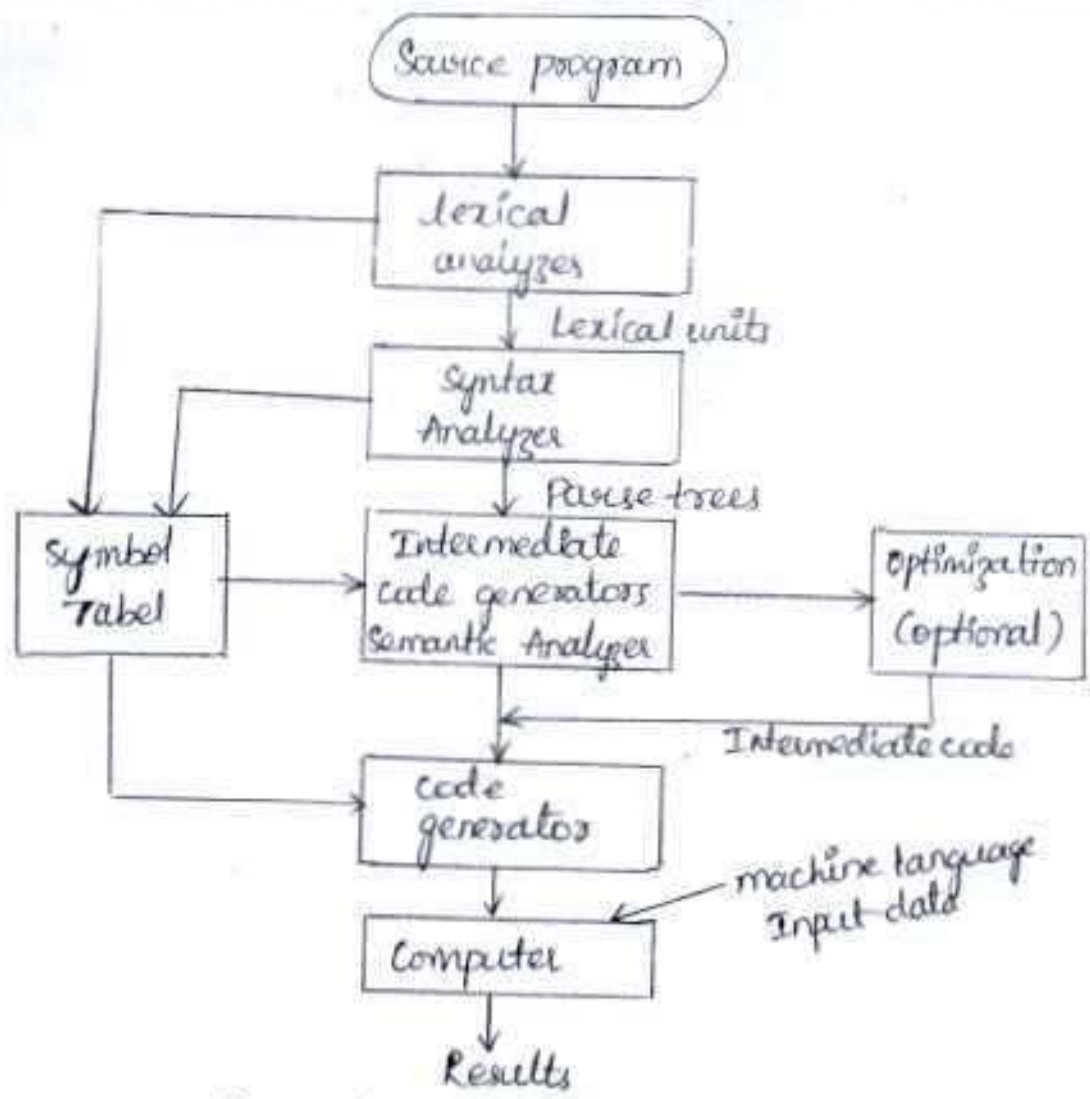 Source program
lexical
analyzer
Lexical units
Syntax
Analyzer
Parse trees
Symbol
Tabel
Intermediate
code generators
Semantic Analyzer
Optimization
(optional)
Intermediate code
code
generator
machine language
Input data
Computer
Results